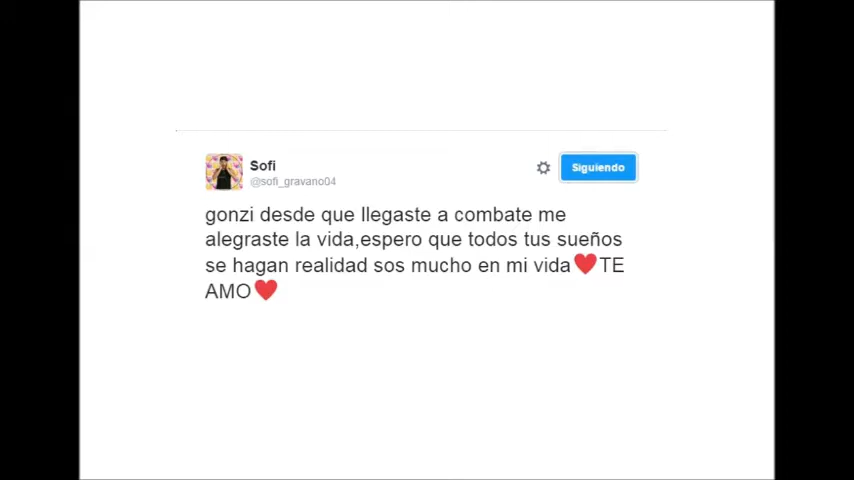 Sofi
@sofi_gravano04
Siguiendo
gonzi desde que llegaste a combate me
alegraste la vida,espero que todos tus sueños
se hagan realidad sos mucho en mi vida❤TE
AMO❤